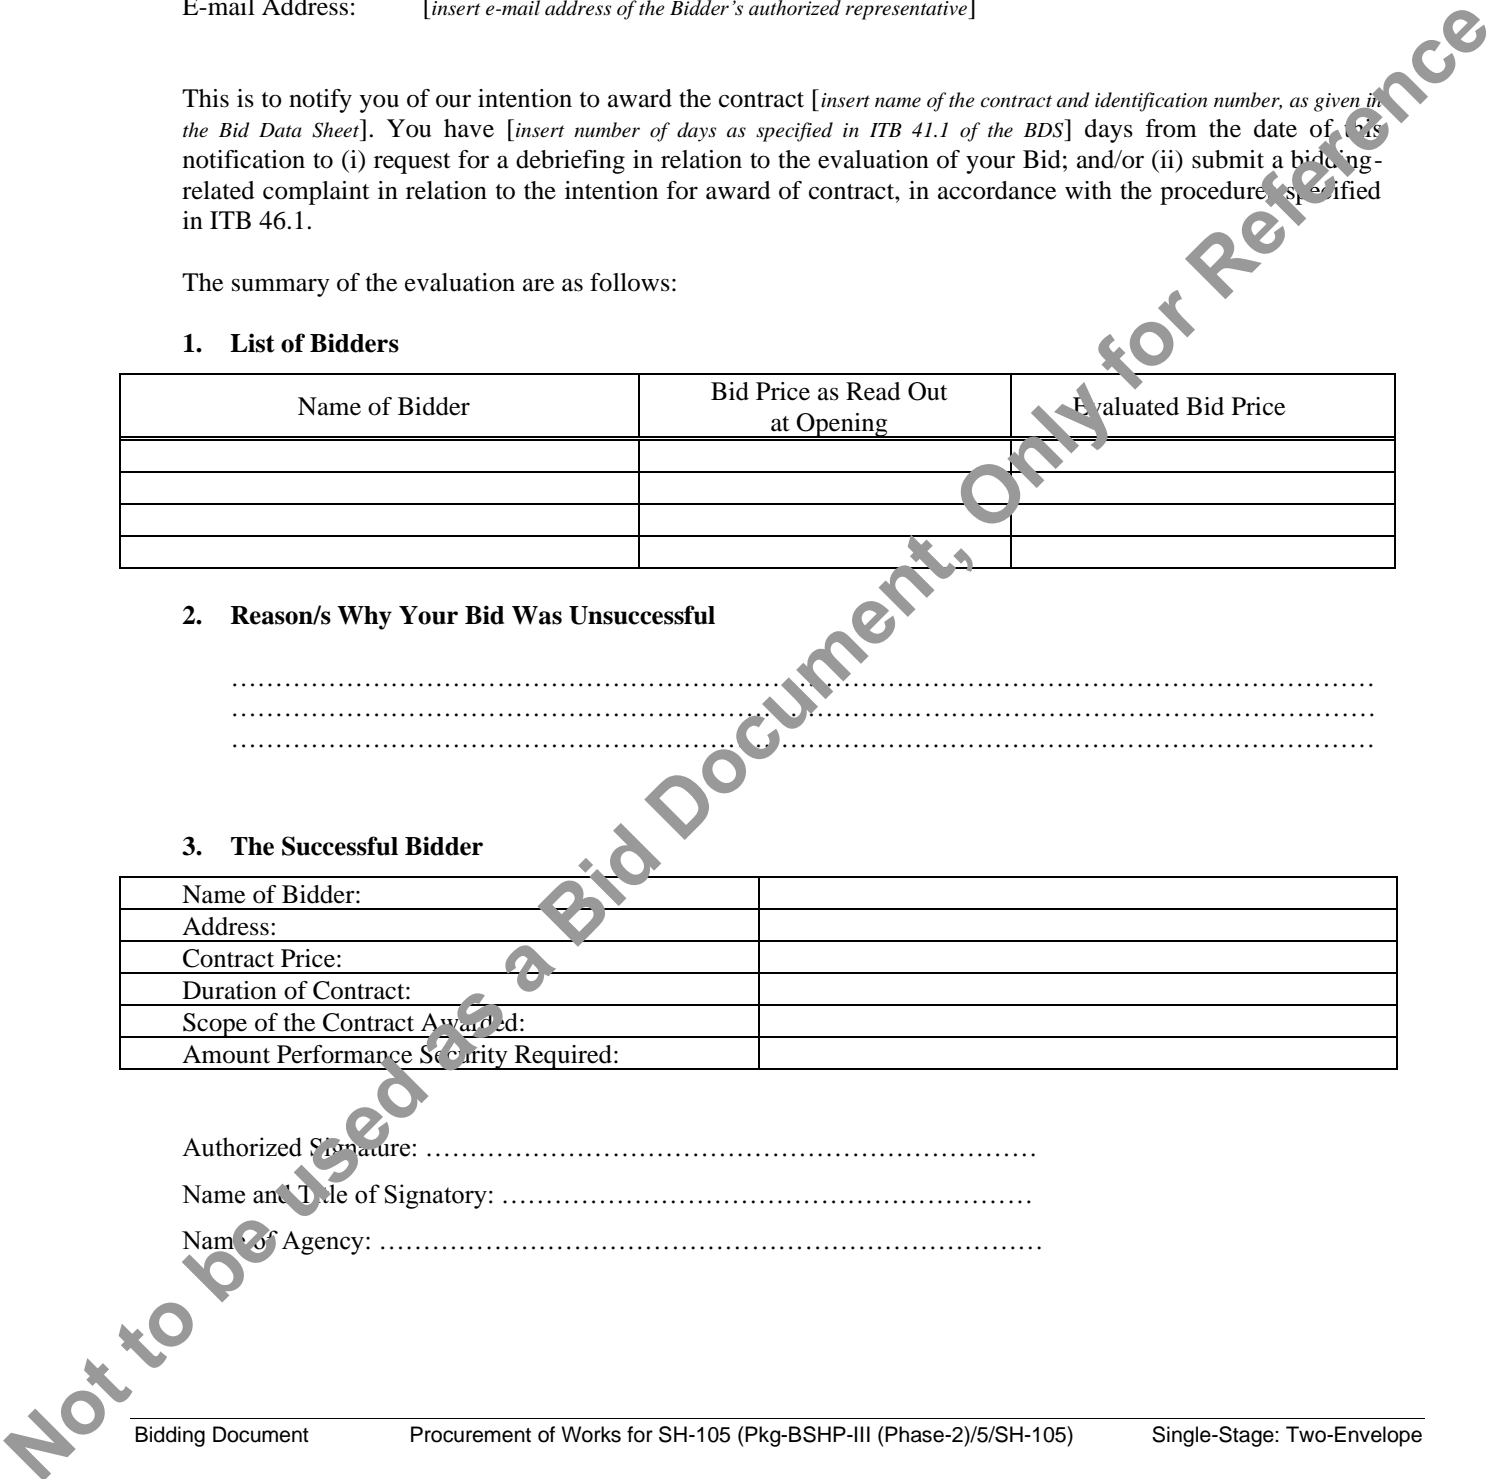 E-mail Address: [insert e-mail address of the Bidder’s authorized representative]
This is to notify you of our intention to award the contract [insert name of the contract and identification number, as given in
the Bid Data Sheet]. You have [insert number of days as specified in ITB 41.1 of the BDS] days from the date of this
notification to (i) request for a debriefing in relation to the evaluation of your Bid; and/or (ii) submit a bidding-
related complaint in relation to the intention for award of contract, in accordance with the procedures specified
in ITB 46.1.
The summary of the evaluation are as follows:
1. List of Bidders
Name of Bidder
Bid Price as Read Out
at Opening
Evaluated Bid Price
2. Reason/s Why Your Bid Was Unsuccessful
……………………………………………………………………………………………………………………
……………………………………………………………………………………………………………………
……………………………………………………………………………………………………………………
3. The Successful Bidder
Name of Bidder:
Address:
Contract Price:
Duration of Contract:
Scope of the Contract Awarded:
Amount Performance Security Required:
Authorized Signature: ……………………………………………………………
Name and Title of Signatory: ……………………………………………………
Name of Agency: …………………………………………………………………
Not to be used as a Bid Document, Only for Reference
Bidding Document Procurement of Works for SH-105 (Pkg-BSHP-III (Phase-2)/5/SH-105) Single-Stage: Two-Envelope